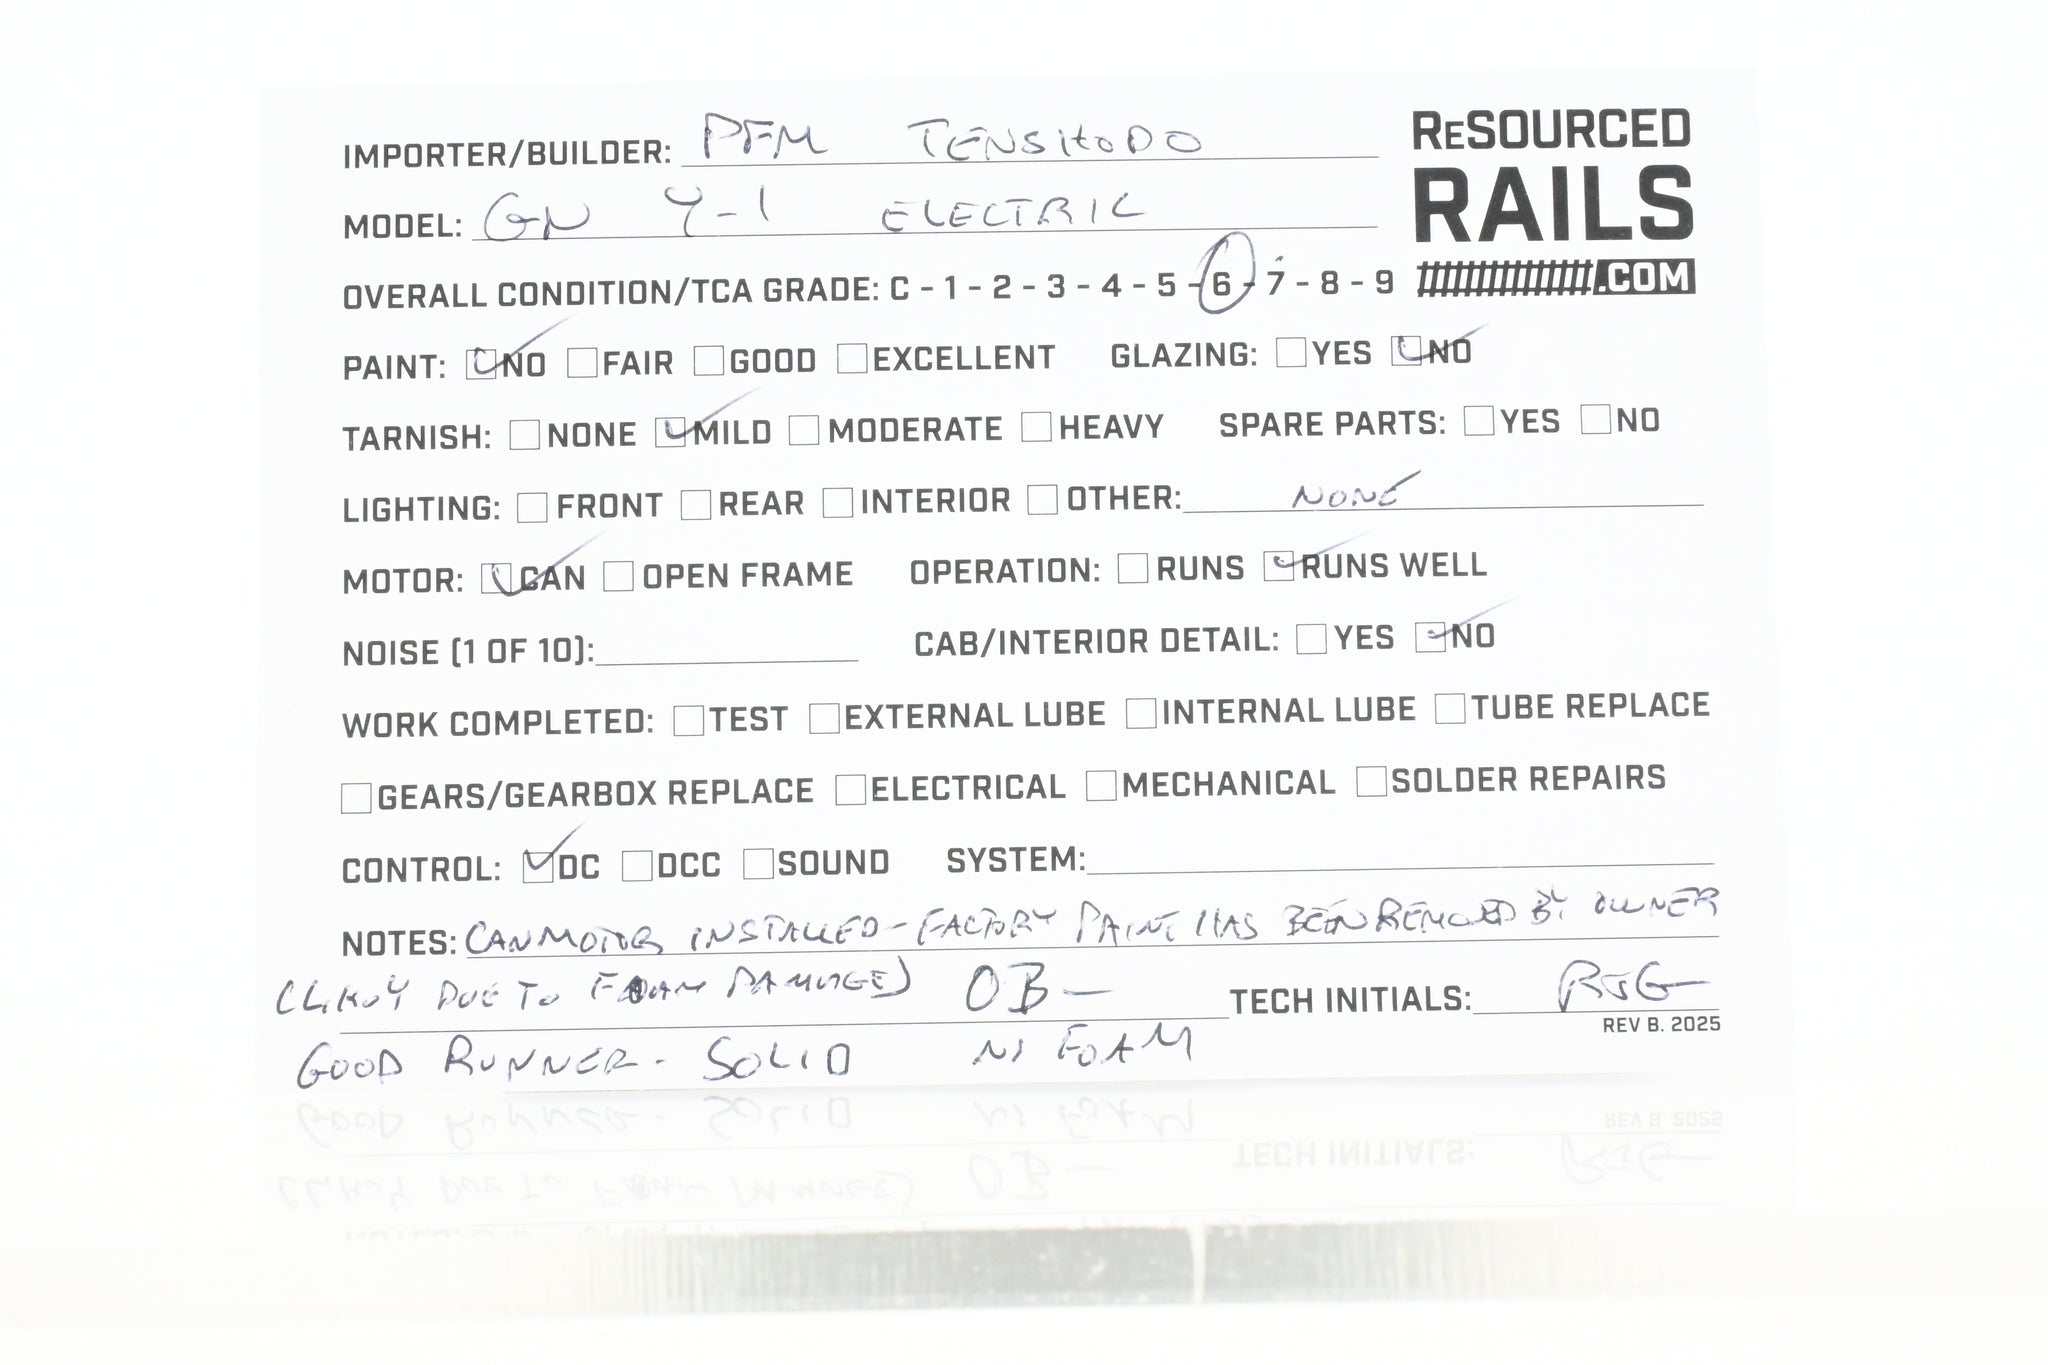 IMPORTER/BUILDER: PFM TENSHODO
MODEL: GN Y-1 ELECTRIC
RESOURCED
RAILS
.COM
OVERALL CONDITION/TCA GRADE: C - 1 - 2 - 3 - 4 - 5 - 6 - 7 - 8 - 9
PAINT: NO FAIR GOOD EXCELLENT GLAZING: YES NO
TARNISH: NONE MILD MODERATE HEAVY SPARE PARTS: YES NO
LIGHTING: FRONT REAR INTERIOR OTHER: NONE
MOTOR: CAN OPEN FRAME OPERATION: RUNS RUNS WELL
NOISE (1 OF 10): CAB/INTERIOR DETAIL: YES NO
WORK COMPLETED: TEST EXTERNAL LUBE INTERNAL LUBE TUBE REPLACE
GEARS/GEARBOX REPLACE ELECTRICAL MECHANICAL SOLDER REPAIRS
CONTROL: DC DCC SOUND SYSTEM:
NOTES: CAN MOTOR INSTALLED - FACTORY PAINT HAS BEEN REMOVED BY OWNER
DUE TO FOAM DAMAGE) OB - TECH INITIALS: RJG
REV B. 2025
GOOD RUNNER - SOLID NI FOAM